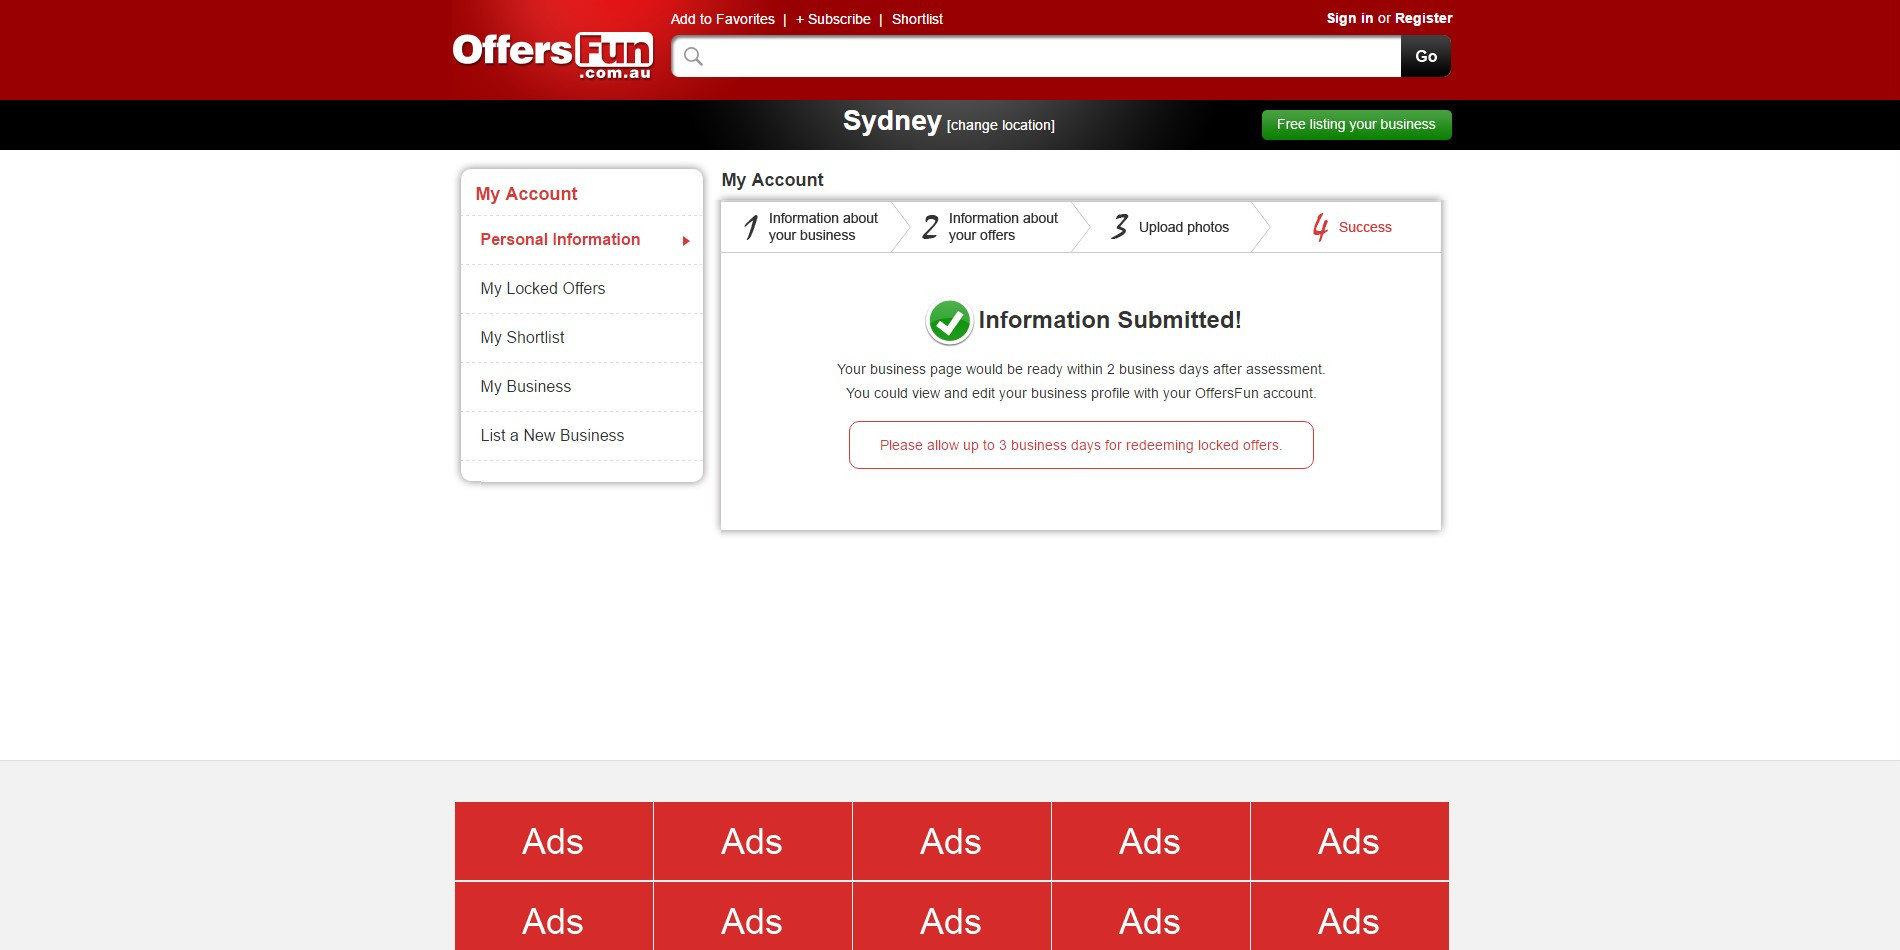 Add to Favorites | + Subscribe | Shortlist
Sign in or Register
OffersFun
.com.au
Go
Sydney [change location]
Free listing your business
My Account
Personal Information
My Locked Offers
My Shortlist
My Business
List a New Business
My Account
1 Information about
your business
2 Information about
your offers
3 Upload photos
4 Success
Information Submitted!
Your business page would be ready within 2 business days after assessment.
You could view and edit your business profile with your OffersFun account.
Please allow up to 3 business days for redeeming locked offers.
Ads Ads Ads Ads Ads
Ads Ads Ads Ads Ads